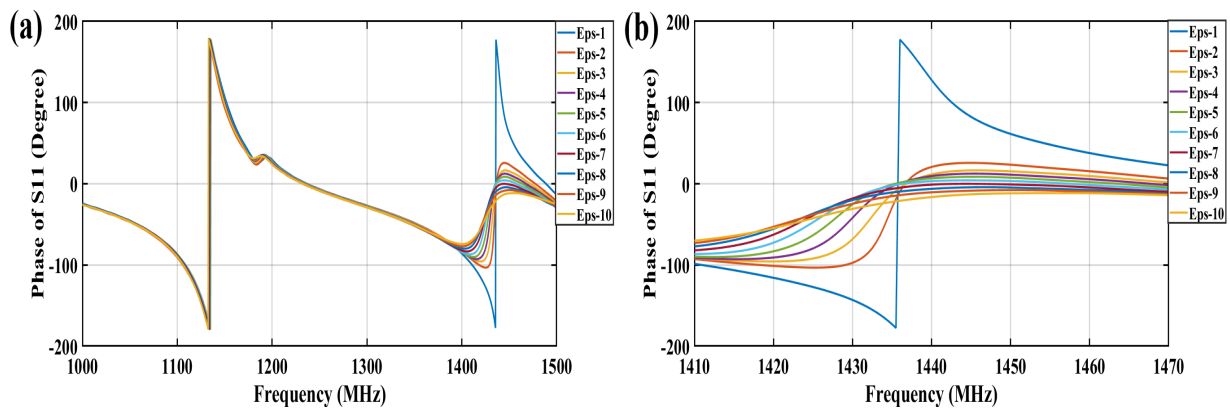 (a)
Phase of S11 (Degree)
200
100
0
-100
-200
1000
1100
1200
1300
1400
1500
Frequency (MHz)
Eps-1
Eps-2
Eps-3
Eps-4
Eps-5
Eps-6
Eps-7
Eps-8
Eps-9
Eps-10
(b)
Phase of S11 (Degree)
200
100
0
-100
-200
1410
1420
1430
1440
1450
1460
1470
Frequency (MHz)
Eps-1
Eps-2
Eps-3
Eps-4
Eps-5
Eps-6
Eps-7
Eps-8
Eps-9
Eps-10